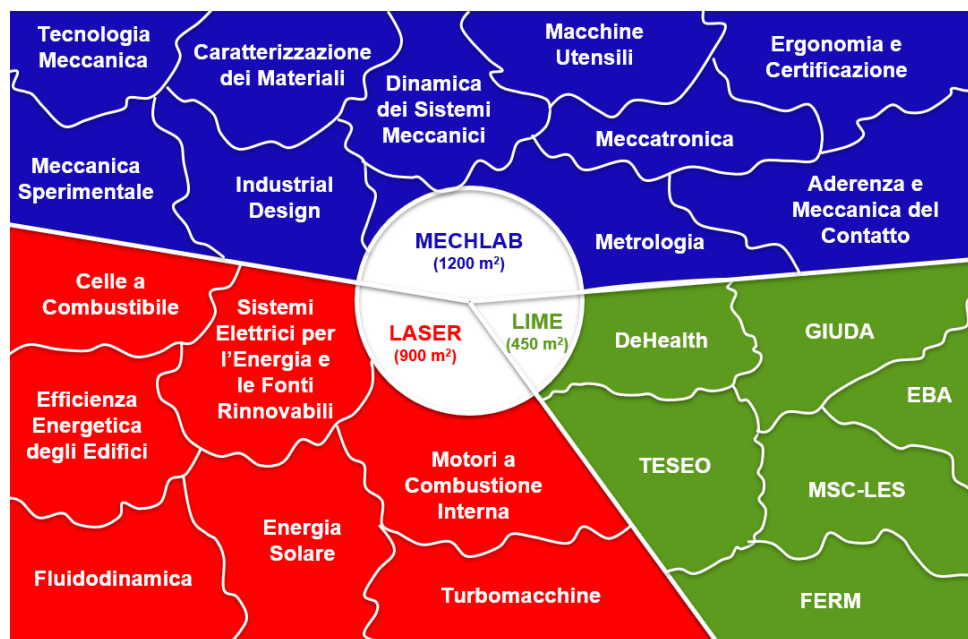 Tecnologia
Meccanica
Caratterizzazione
dei Materiali
Dinamica
dei Sistemi
Meccanici
Macchine
Utensili
Ergonomia e
Certificazione
Meccatronica
Meccanica
Sperimentale
Industrial
Design
Metrologia
Aderenza e
Meccanica del
Contatto
MECHLAB
(1200 m²)
LASER
(900 m²)
LIME
(450 m²)
Celle a
Combustibile
Sistemi
Elettrici per
l’Energia e
le Fonti
Rinnovabili
Efficienza
Energetica
degli Edifici
Motori a
Combustione
Interna
Energia
Solare
Fluidodinamica
Turbomacchine
DeHealth
GIUDA
EBA
TESEO
MSC-LES
FERM